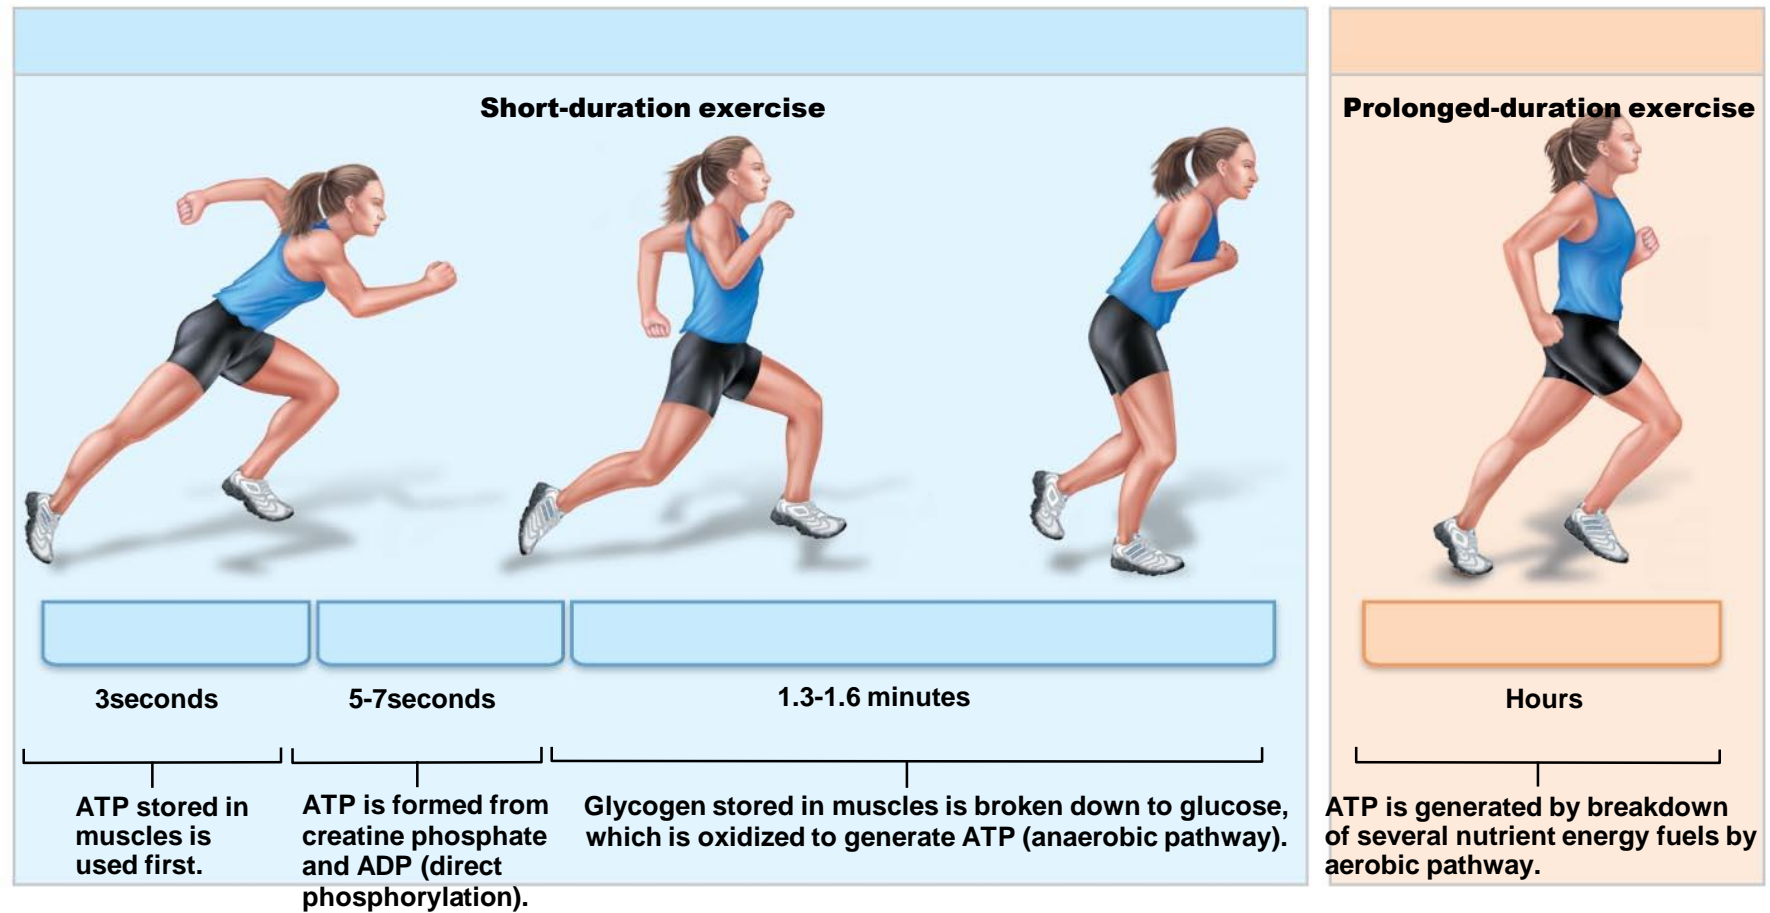 Short-duration exercise
Prolonged-duration exercise
3seconds
5-7seconds
1.3-1.6 minutes
Hours
ATP stored in
muscles is
used first.
ATP is formed from
creatine phosphate
and ADP (direct
phosphorylation).
Glycogen stored in muscles is broken down to glucose,
which is oxidized to generate ATP (anaerobic pathway).
ATP is generated by breakdown
of several nutrient energy fuels by
aerobic pathway.